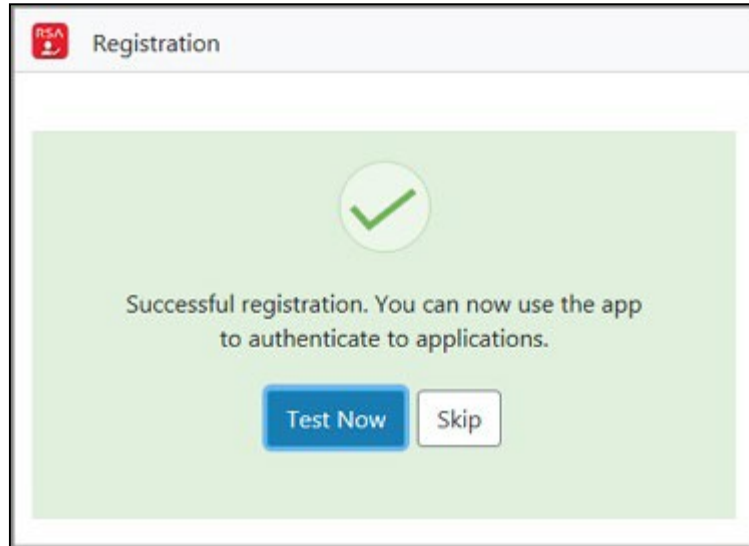 RSA
Registration
Successful registration. You can now use the app
to authenticate to applications.
Test Now
Skip